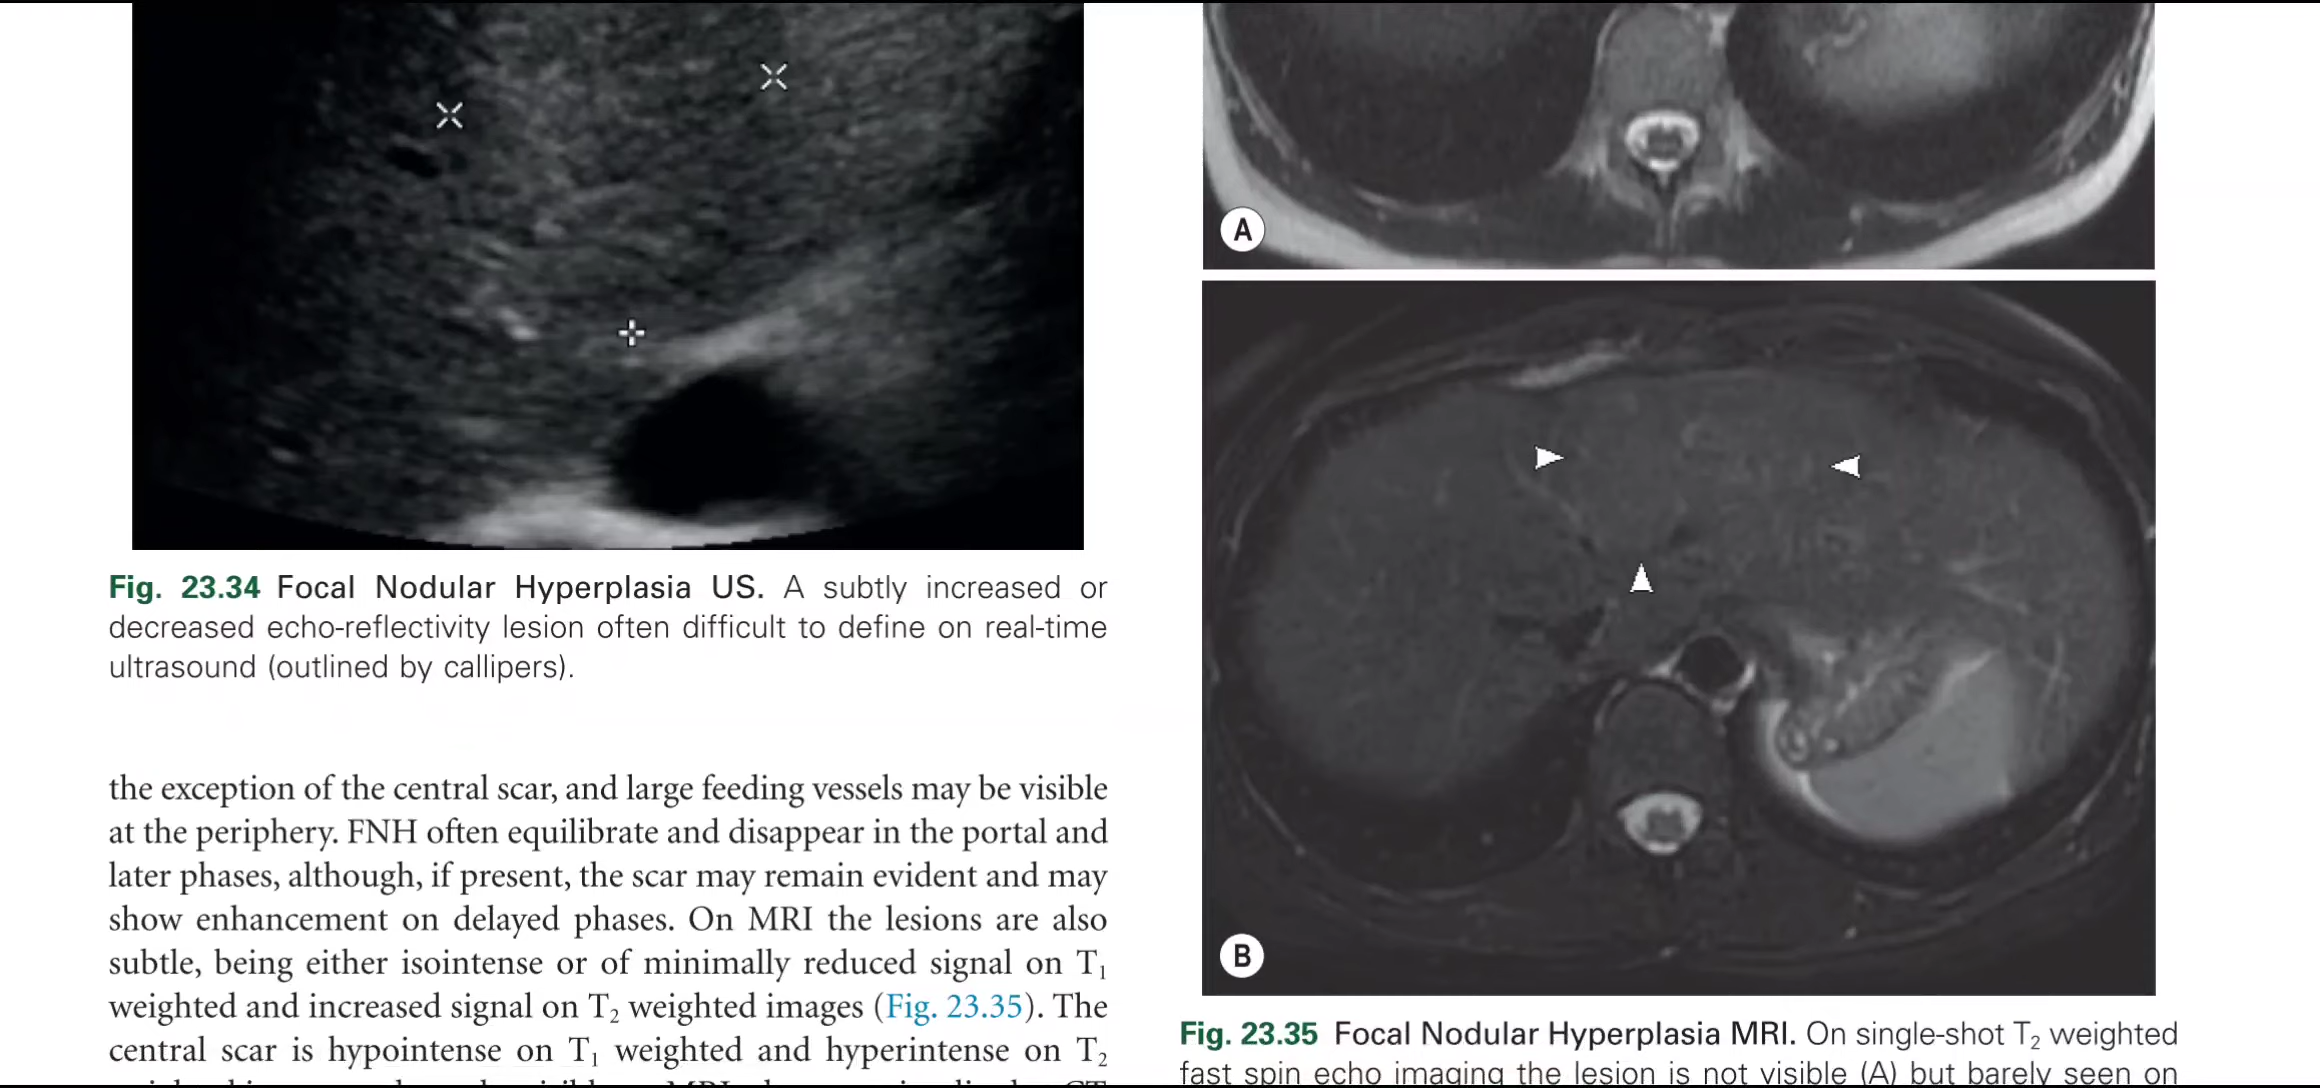 Fig. 23.34 Focal Nodular Hyperplasia US. A subtly increased or
decreased echo-reflectivity lesion often difficult to define on real-time
ultrasound (outlined by callipers).
the exception of the central scar, and large feeding vessels may be visible
at the periphery. FNH often equilibrate and disappear in the portal and
later phases, although, if present, the scar may remain evident and may
show enhancement on delayed phases. On MRI the lesions are also
subtle, being either isointense or of minimally reduced signal on T₁
weighted and increased signal on T₂ weighted images (Fig. 23.35). The
central scar is hypointense on T₁ weighted and hyperintense on T₂
A
B
Fig. 23.35 Focal Nodular Hyperplasia MRI. On single-shot T₂ weighted
fast spin echo imaging the lesion is not visible (A) but barely seen on